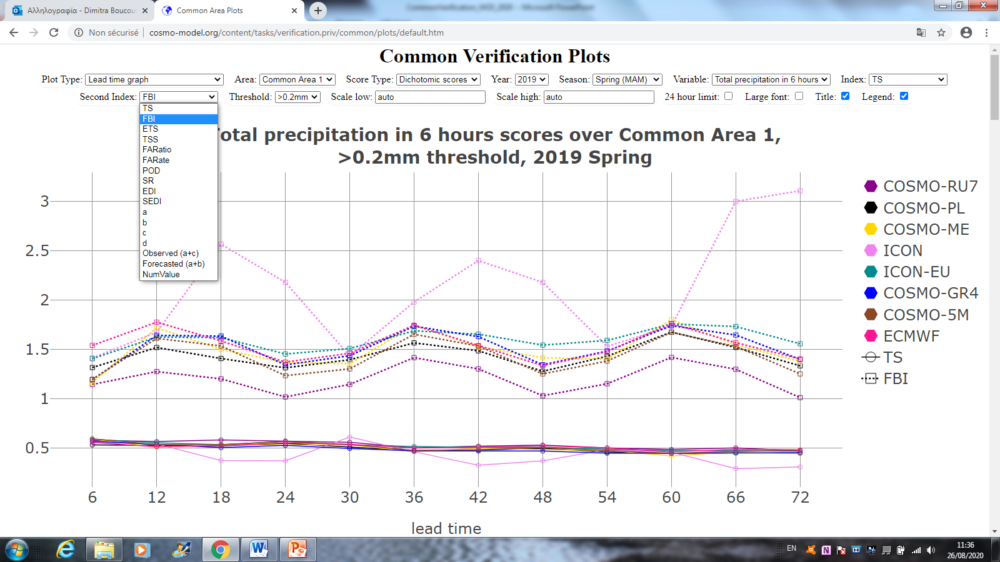 Αλληλογραφία - Dimitra Boucou
Common Area Plots
Non sécurisé
cosmo-model.org/content/tasks/verification.priv/common/plots/default.htm
Common Verification Plots
Plot Type: Lead time graph Area: Common Area 1 Score Type: Dichotomic scores Year: 2019 Season: Spring (MAM) Variable: Total precipitation in 6 hours Index: TS
Second Index: FBI Threshold: >0.2mm Scale low: auto Scale high: auto 24 hour limit: Large font: Title: Legend:
TS
FBI
ETS
TSS
FARatio
FARate
POD
SR
EDI
SEDI
a
b
c
d
Observed (a+c)
Forecasted (a+b)
NumValue
Total precipitation in 6 hours scores over Common Area 1,
>0.2mm threshold, 2019 Spring
3
2.5
2
1.5
1
0.5
6 12 18 24 30 36 42 48 54 60 66 72
lead time
COSMO-RU7
COSMO-PL
COSMO-ME
ICON
ICON-EU
COSMO-GR4
COSMO-5M
ECMWF
TS
FBI
EN
11:36
26/08/2020